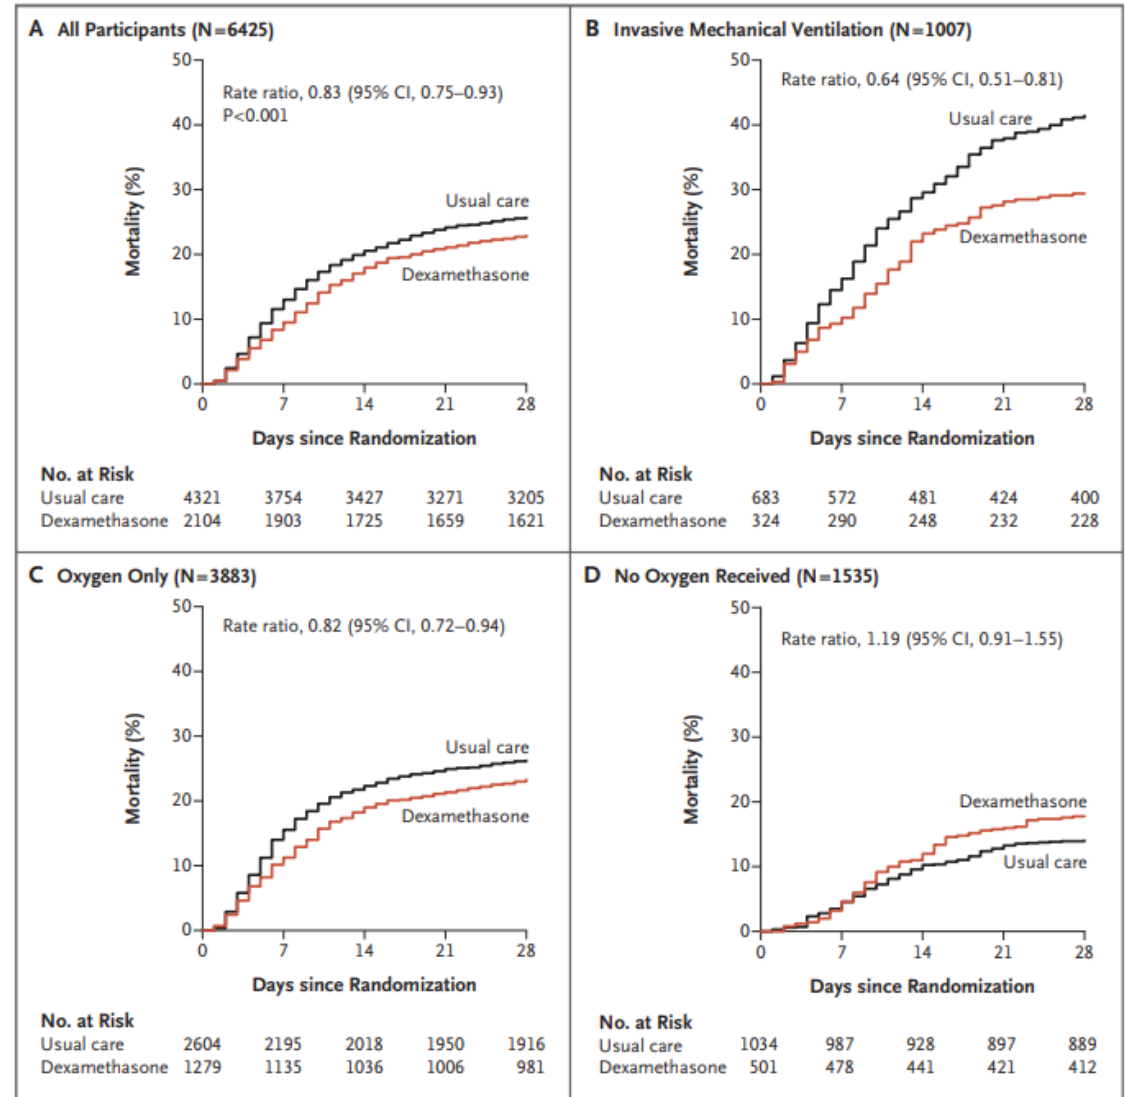 A All Participants (N=6425)
50
40
30
20
10
0
Mortality (%)
Rate ratio, 0.83 (95% CI, 0.75–0.93)
P<0.001
Usual care
Dexamethasone
0 7 14 21 28
Days since Randomization
No. at Risk
Usual care 4321 3754 3427 3271 3205
Dexamethasone 2104 1903 1725 1659 1621
B Invasive Mechanical Ventilation (N=1007)
50
40
30
20
10
0
Mortality (%)
Rate ratio, 0.64 (95% CI, 0.51–0.81)
Usual care
Dexamethasone
0 7 14 21 28
Days since Randomization
No. at Risk
Usual care 683 572 481 424 400
Dexamethasone 324 290 248 232 228
C Oxygen Only (N=3883)
50
40
30
20
10
0
Mortality (%)
Rate ratio, 0.82 (95% CI, 0.72–0.94)
Usual care
Dexamethasone
0 7 14 21 28
Days since Randomization
No. at Risk
Usual care 2604 2195 2018 1950 1916
Dexamethasone 1279 1135 1036 1006 981
D No Oxygen Received (N=1535)
50
40
30
20
10
0
Mortality (%)
Rate ratio, 1.19 (95% CI, 0.91–1.55)
Dexamethasone
Usual care
0 7 14 21 28
Days since Randomization
No. at Risk
Usual care 1034 987 928 897 889
Dexamethasone 501 478 441 421 412